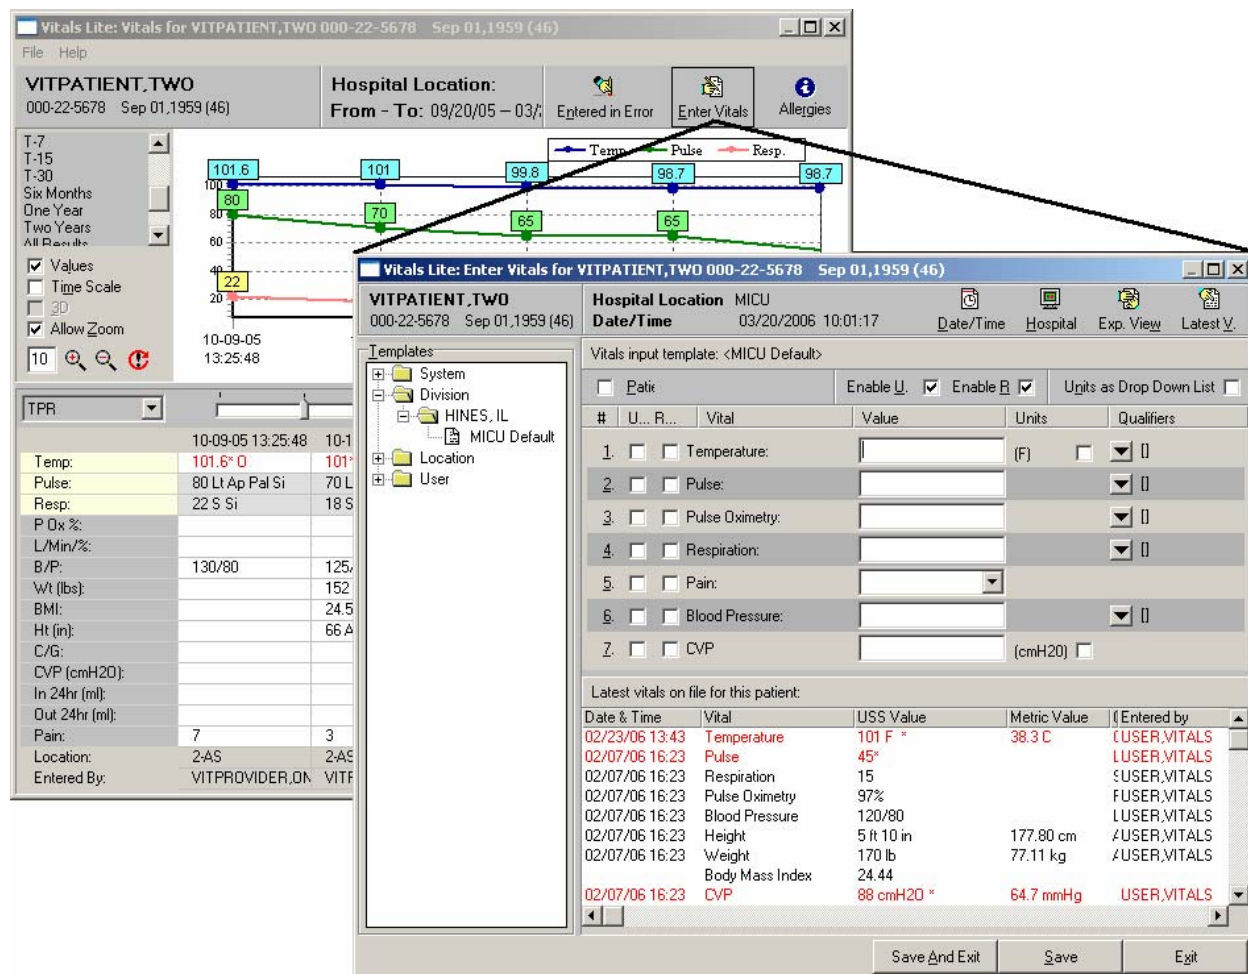 Vitals Lite: Vitals for VITPATIENT,TWO 000-22-5678 Sep 01,1959 (46)
File Help
VITPATIENT,TWO
000-22-5678 Sep 01,1959 (46)
Hospital Location:
From - To: 09/20/05 – 03/
Entered in Error
Enter Vitals
Allergies
T-7
T-15
T-30
Six Months
One Year
Two Years
All Results
Values
Time Scale
3D
Allow Zoom
10
Temp. Pulse Resp.
101.6 101 99.8 98.7 98.7
100
80 80 70 65 65
60
40
22
20
10-09-05
13:25:48
TPR
10-09-05 13:25:48 10-1
Temp: 101.6* O 101*
Pulse: 80 Lt Ap Pal Si 70 L
Resp: 22 S Si 18 S
P Ox %:
L/Min/%:
B/P: 130/80 125/
Wt (lbs): 152
BMI: 24.5
Ht (in): 66 A
C/G:
CVP (cmH2O):
In 24hr (ml):
Out 24hr (ml):
Pain: 7 3
Location: 2-AS 2-AS
Entered By: VITPROVIDER,ON VITF
Vitals Lite: Enter Vitals for VITPATIENT,TWO 000-22-5678 Sep 01,1959 (46)
VITPATIENT,TWO
000-22-5678 Sep 01,1959 (46)
Hospital Location MICU
Date/Time 03/20/2006 10:01:17
Date/Time Hospital Exp. View Latest V.
Templates
System
Division
HINES, IL
MICU Default
Location
User
Vitals input template: <MICU Default>
Patie Enable U. Enable R Units as Drop Down List
# U... R... Vital Value Units Qualifiers
1. Temperature: (F) []
2. Pulse: []
3. Pulse Oximetry: []
4. Respiration: []
5. Pain:
6. Blood Pressure: []
7. CVP (cmH20)
Latest vitals on file for this patient:
Date & Time Vital USS Value Metric Value ( Entered by
02/23/06 13:43 Temperature 101 F * 38.3 C USER,VITALS
02/07/06 16:23 Pulse 45* USER,VITALS
02/07/06 16:23 Respiration 15 USER,VITALS
02/07/06 16:23 Pulse Oximetry 97% USER,VITALS
02/07/06 16:23 Blood Pressure 120/80 USER,VITALS
02/07/06 16:23 Height 5 ft 10 in 177.80 cm USER,VITALS
02/07/06 16:23 Weight 170 lb 77.11 kg USER,VITALS
Body Mass Index 24.44
02/07/06 16:23 CVP 88 cmH2O * 64.7 mmHg USER,VITALS
Save And Exit Save Exit